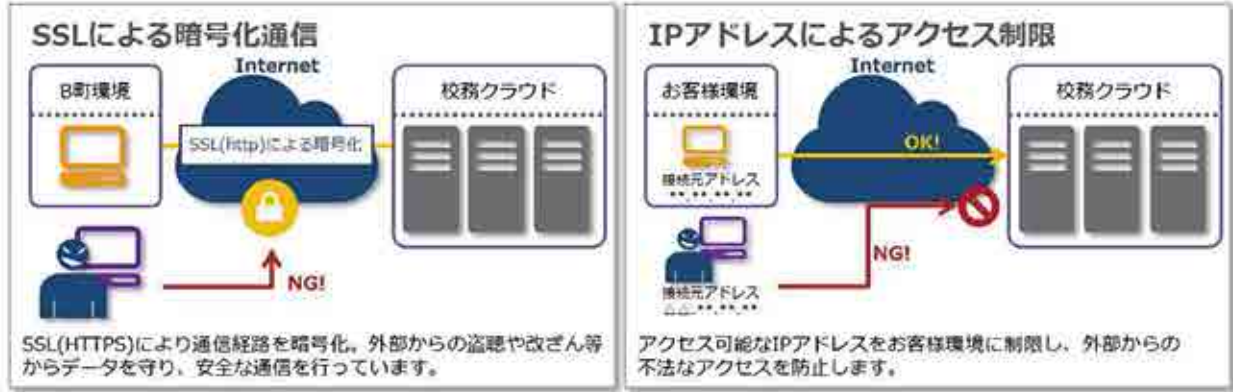 SSLによる暗号化通信
Internet
B町環境
校務クラウド
SSL(http)による暗号化
NG!
SSL(HTTPS)により通信経路を暗号化。外部からの盗聴や改ざん等
からデータを守り、安全な通信を行っています。
IPアドレスによるアクセス制限
Internet
お客様環境
校務クラウド
OK!
接続元アドレス
**.**.**.**
NG!
接続元アドレス
△△.**.**.**
アクセス可能なIPアドレスをお客様環境に制限し、外部からの
不法なアクセスを防止します。